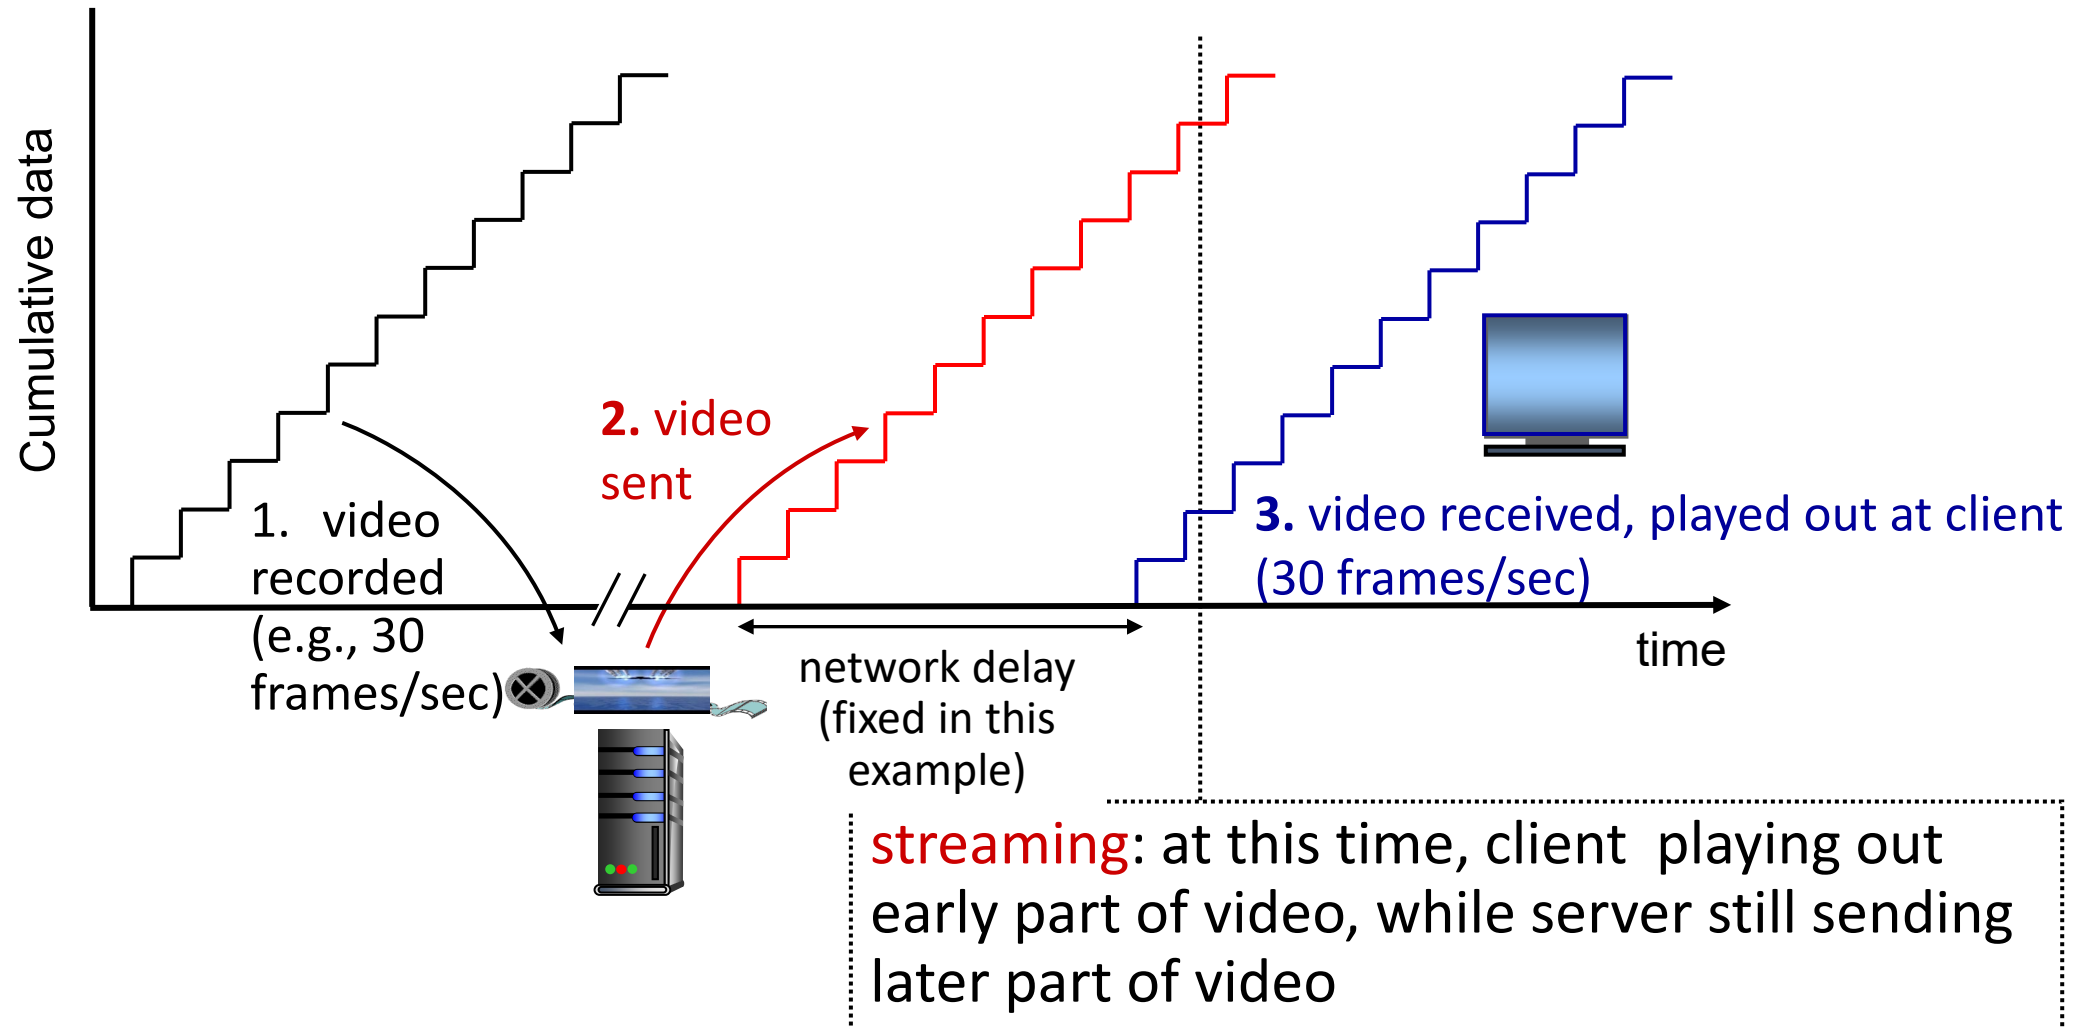 Cumulative data
1. video
recorded
(e.g., 30
frames/sec)
2. video
sent
3. video received, played out at client
(30 frames/sec)
time
network delay
(fixed in this
example)
streaming: at this time, client playing out
early part of video, while server still sending
later part of video